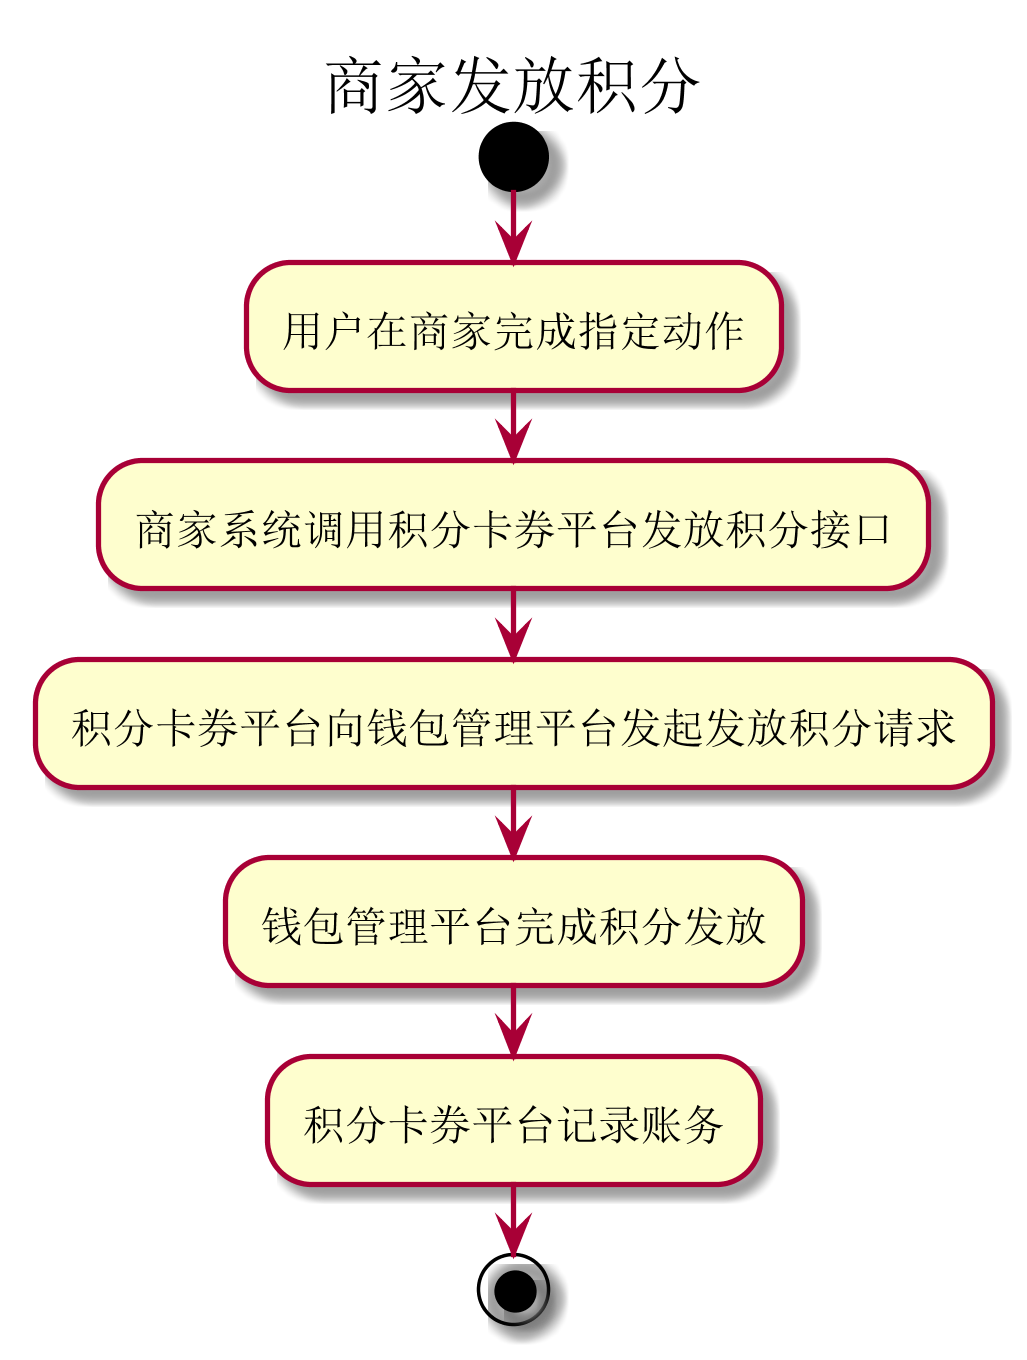 商家发放积分
用户在商家完成指定动作
商家系统调用积分卡券平台发放积分接口
积分卡券平台向钱包管理平台发起发放积分请求
钱包管理平台完成积分发放
积分卡券平台记录账务